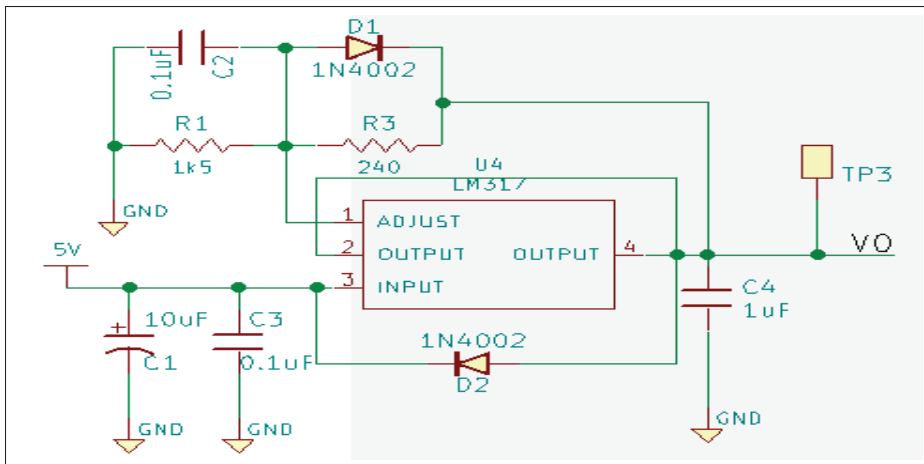 D1
0.1uF
C2
1N4002
R1
1k5
R3
240
U4
LM317
TP3
GND
1
ADJUST
2
OUTPUT
OUTPUT
4
VO
5V
3
INPUT
10uF
C1
C3
0.1uF
C4
1uF
1N4002
D2
GND
GND
GND